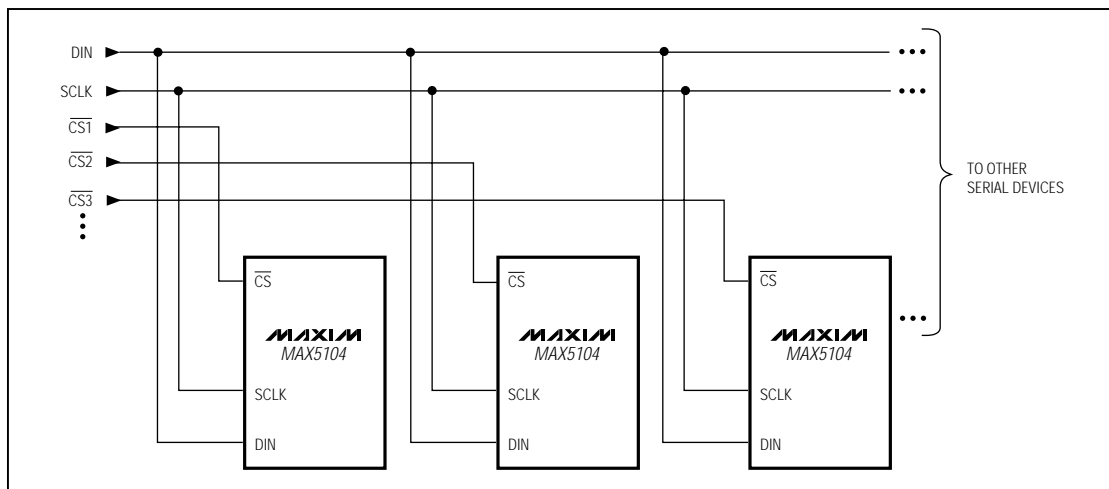 DIN
SCLK
CS1
CS2
CS3
TO OTHER
SERIAL DEVICES
CS
MAXIM
MAX5104
SCLK
DIN
CS
MAXIM
MAX5104
SCLK
DIN
CS
MAXIM
MAX5104
SCLK
DIN